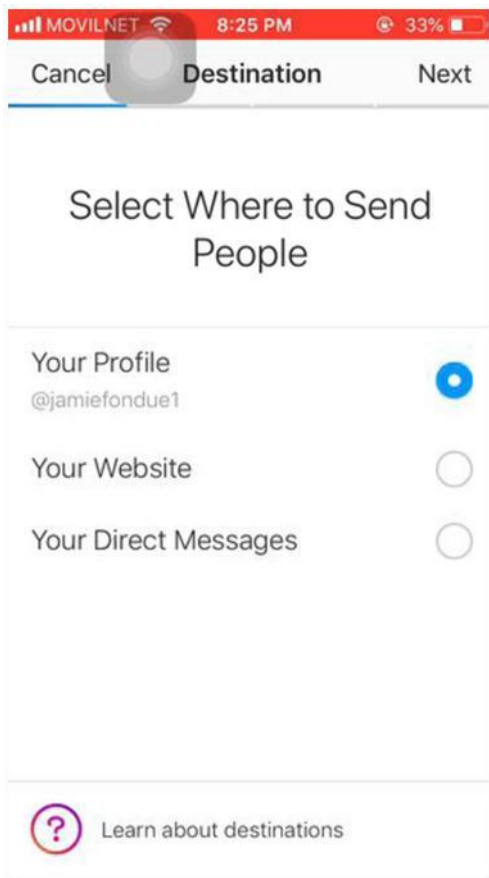 MOVILNET 8:25 PM 33%
Cancel Destination Next
Select Where to Send
People
Your Profile
@jamiefondue1
Your Website
Your Direct Messages
? Learn about destinations